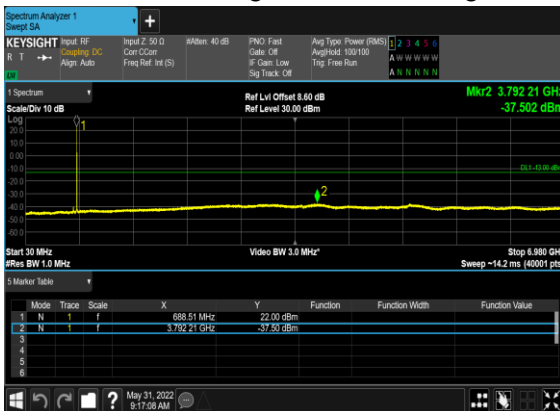 Spectrum Analyzer 1
Swept SA
+
KEYSIGHT Input: RF Input Z: 50 Ω #Atten: 40 dB PNO: Fast Avg Type: Power (RMS) 1 2 3 4 5 6
R T Coupling: DC Corr CCorr Gate: Off Avg|Hold: 100/100 A W W W W W
Align: Auto Freq Ref: Int (S) IF Gain: Low Trig: Free Run
Sig Track: Off A N N N N N
1 Spectrum
Ref Lvl Offset 8.60 dB Mkr2 3.792 21 GHz
Scale/Div 10 dB Ref Level 30.00 dBm -37.502 dBm
Log
20.0
1
10.0
0.00
-10.0
DL1 -13.00 dBm
-20.0
-30.0
2
-40.0
-50.0
-60.0
Start 30 MHz Video BW 3.0 MHz* Stop 6.980 GHz
#Res BW 1.0 MHz Sweep ~14.2 ms (40001 pts)
5 Marker Table
Mode Trace Scale X Y Function Function Width Function Value
1 N 1 f 688.51 MHz 22.00 dBm
2 N 1 f 3.792 21 GHz -37.50 dBm
3
4
5
6
? May 31, 2022
9:17:08 AM